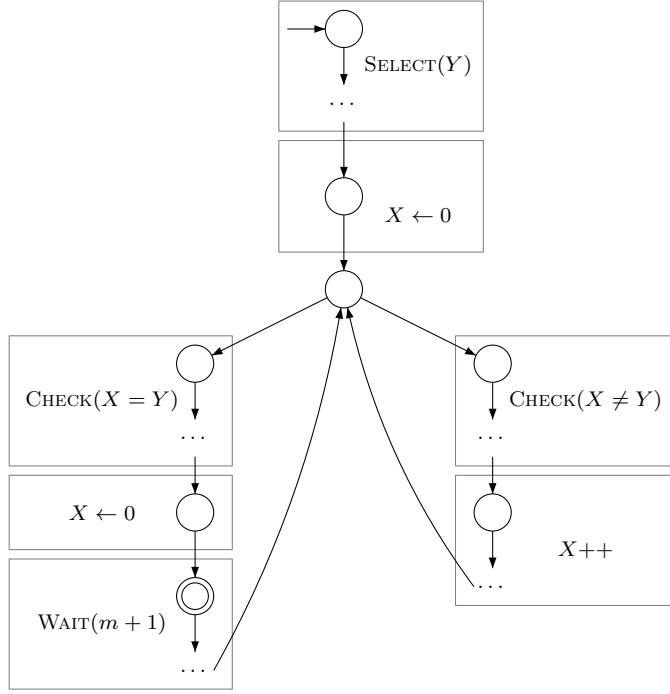 SELECT(Y)
...
X ← 0
CHECK(X = Y)
...
CHECK(X ≠ Y)
...
X ← 0
X++
...
WAIT(m + 1)
...